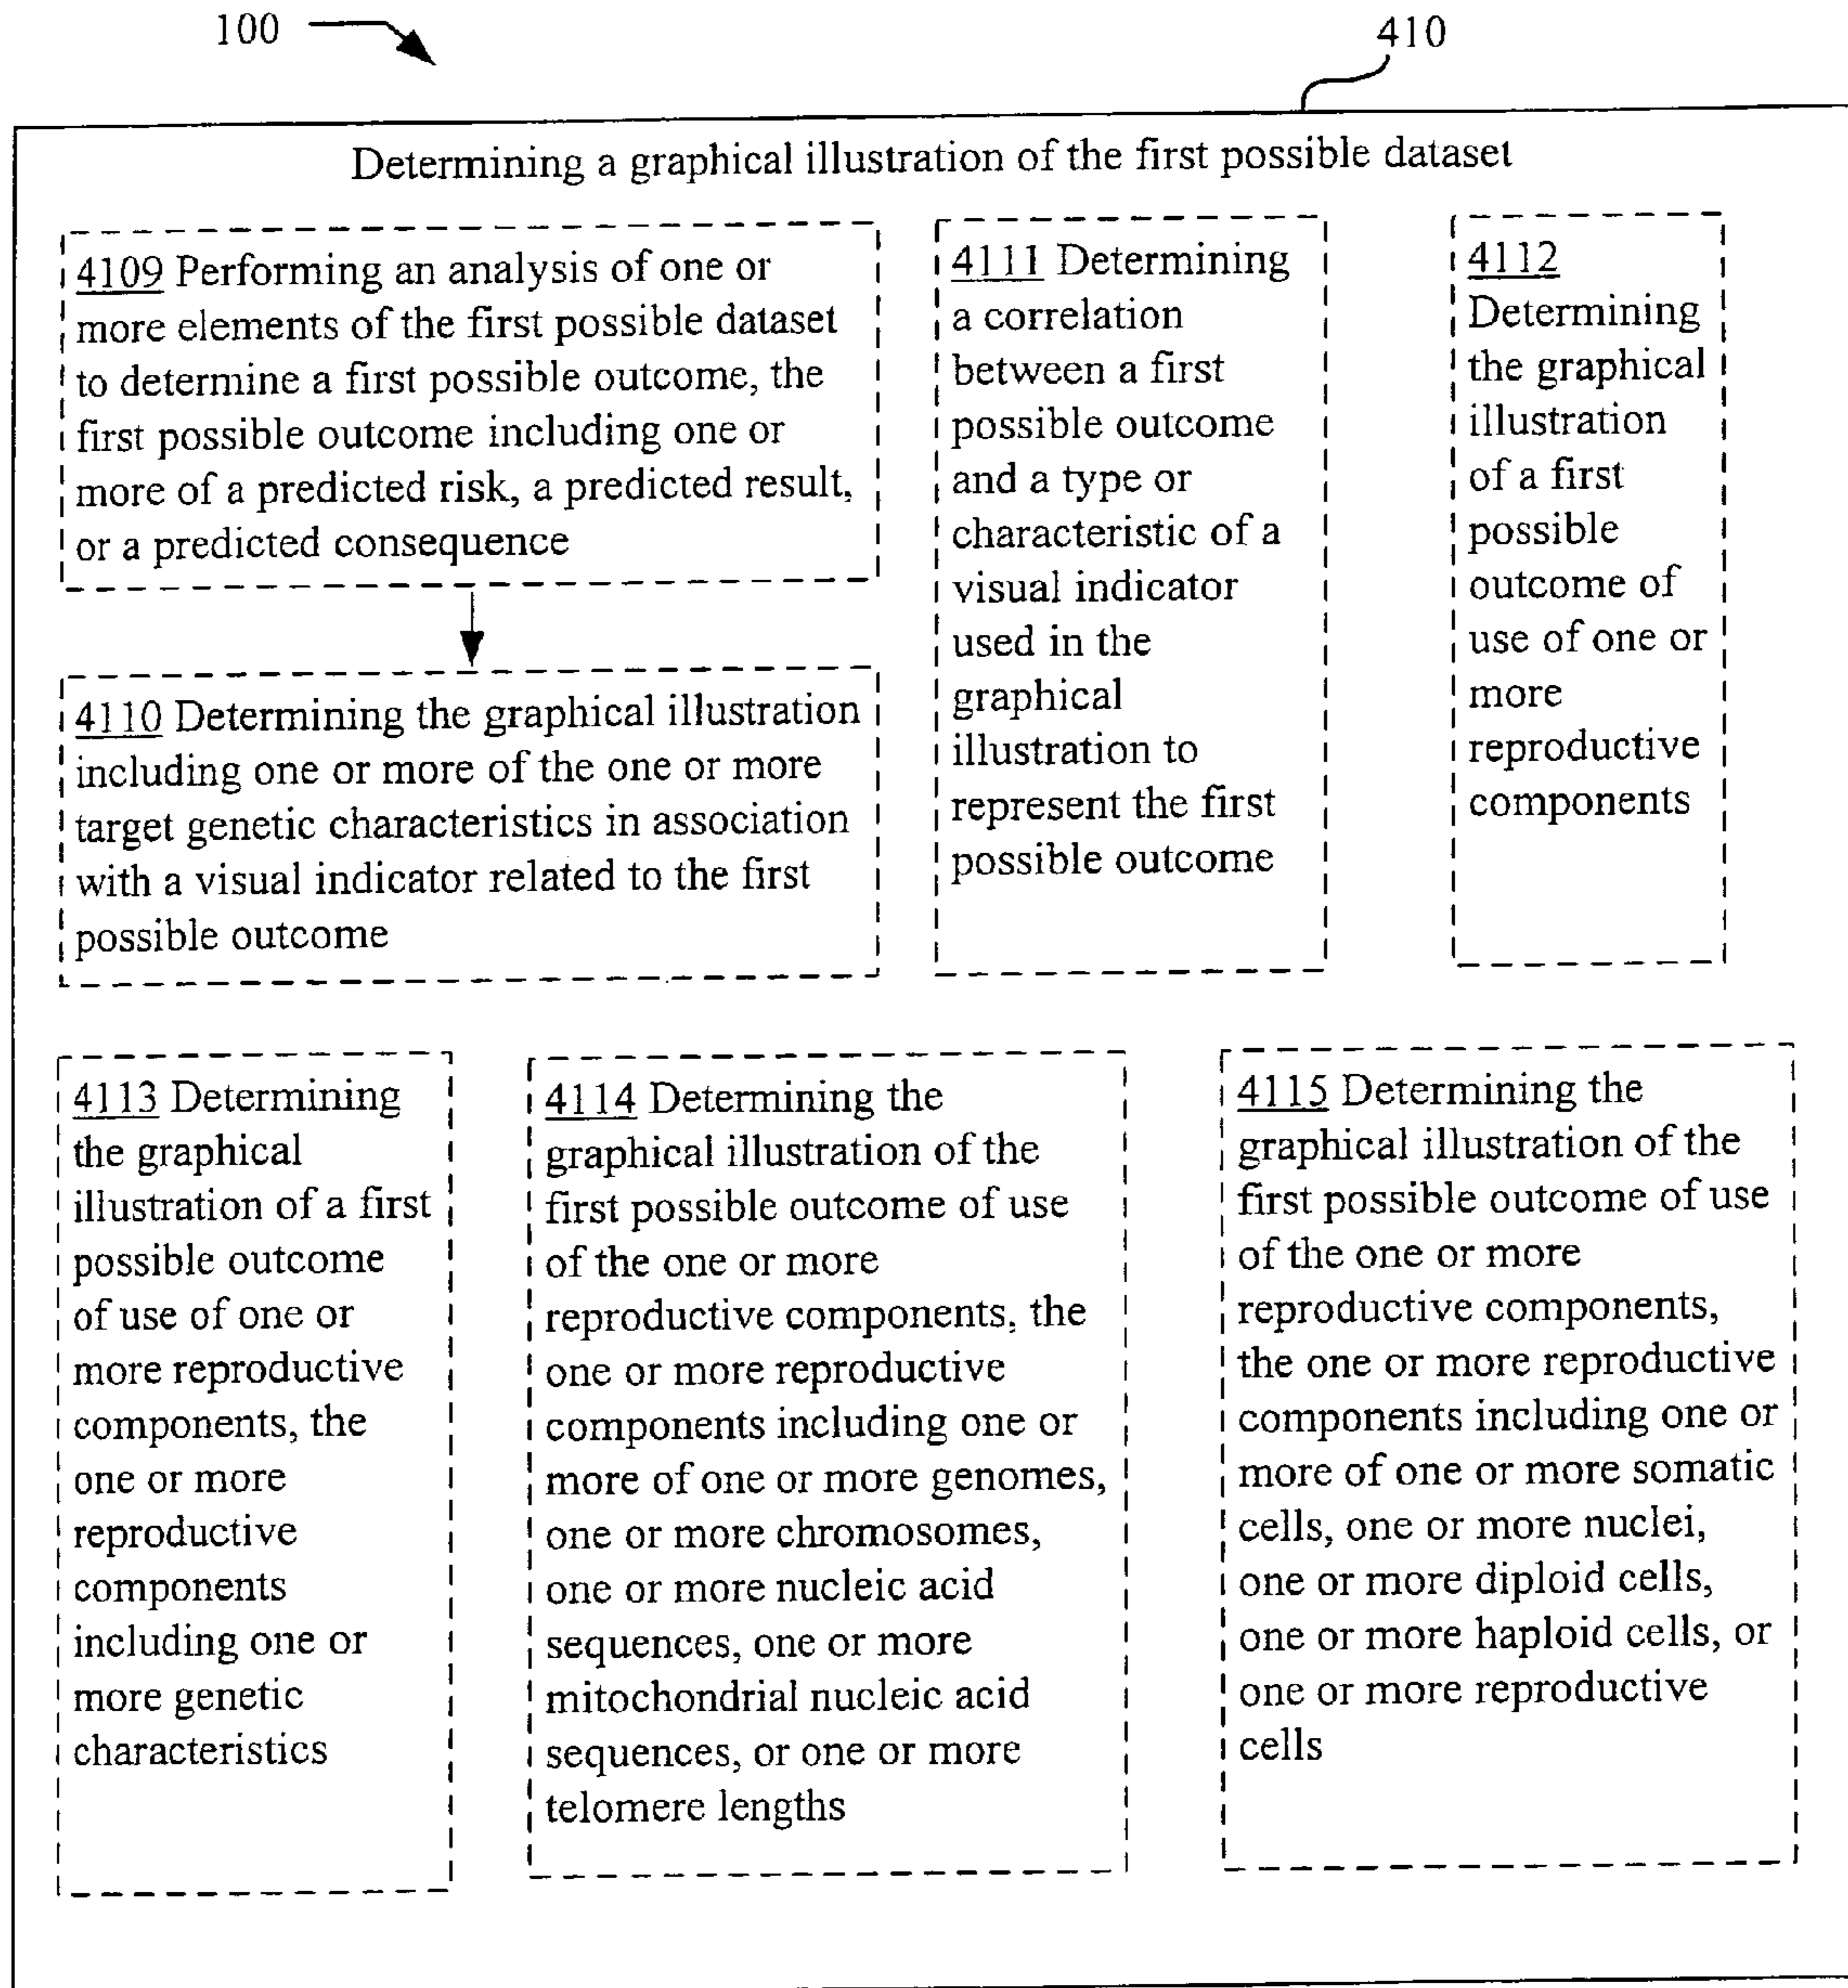 100
410
Determining a graphical illustration of the first possible dataset
4109 Performing an analysis of one or
more elements of the first possible dataset
to determine a first possible outcome, the
first possible outcome including one or
more of a predicted risk, a predicted result,
or a predicted consequence
4110 Determining the graphical illustration
including one or more of the one or more
target genetic characteristics in association
with a visual indicator related to the first
possible outcome
4111 Determining
a correlation
between a first
possible outcome
and a type or
characteristic of a
visual indicator
used in the
graphical
illustration to
represent the first
possible outcome
4112
Determining
the graphical
illustration
of a first
possible
outcome of
use of one or
more
reproductive
components
4113 Determining
the graphical
illustration of a first
possible outcome
of use of one or
more reproductive
components, the
one or more
reproductive
components
including one or
more genetic
characteristics
4114 Determining the
graphical illustration of the
first possible outcome of use
of the one or more
reproductive components, the
one or more reproductive
components including one or
more of one or more genomes,
one or more chromosomes,
one or more nucleic acid
sequences, one or more
mitochondrial nucleic acid
sequences, or one or more
telomere lengths
4115 Determining the
graphical illustration of the
first possible outcome of use
of the one or more
reproductive components,
the one or more reproductive
components including one or
more of one or more somatic
cells, one or more nuclei,
one or more diploid cells,
one or more haploid cells, or
one or more reproductive
cells